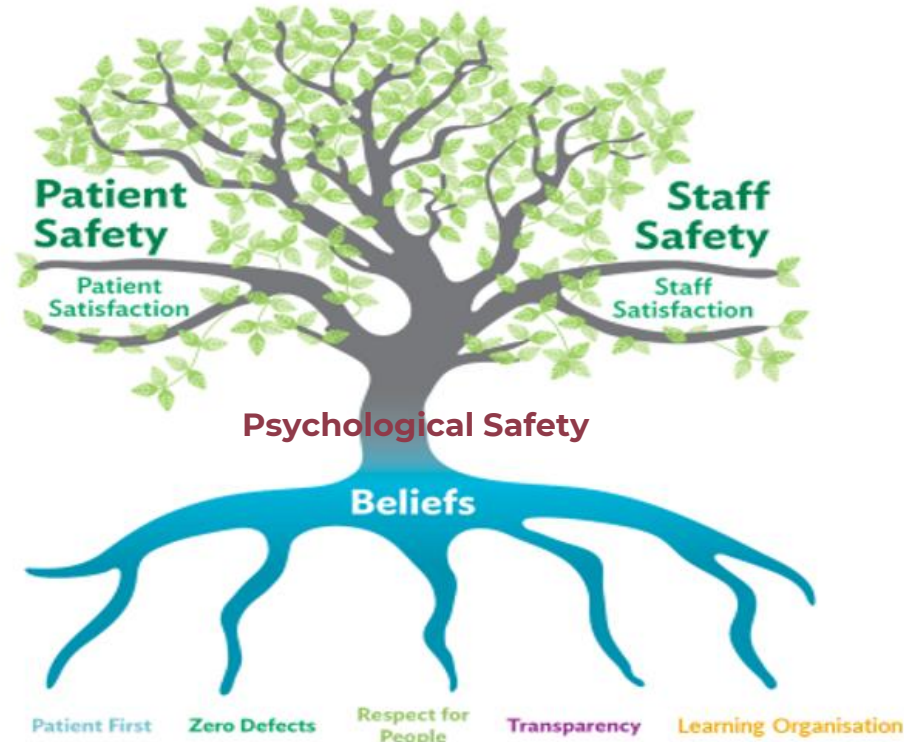 Patient
Safety
Staff
Safety
Patient
Satisfaction
Staff
Satisfaction
Psychological Safety
Beliefs
Patient First
Zero Defects
Respect for
People
Transparency
Learning Organisation